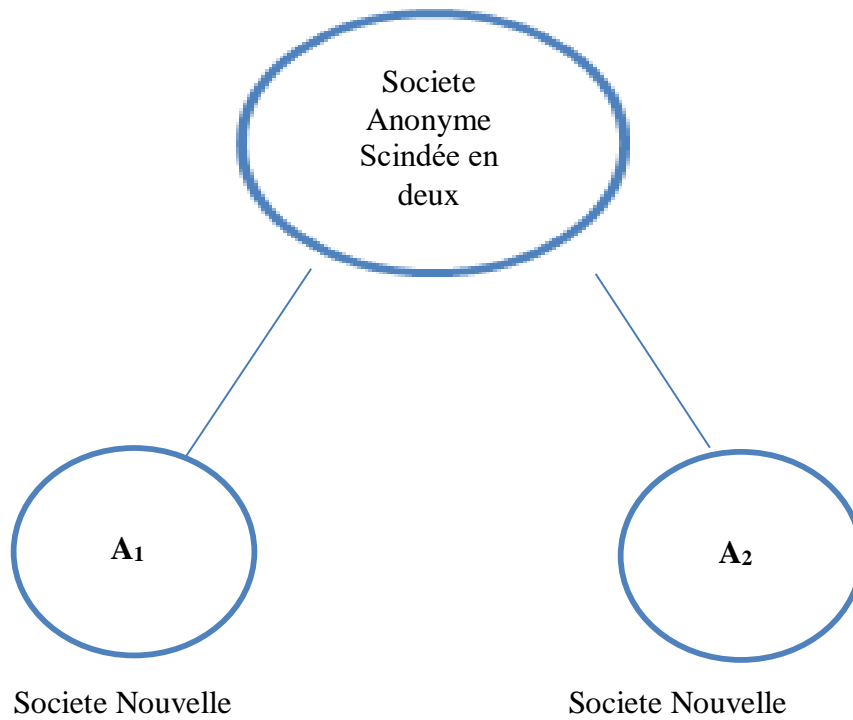 Societe
Anonyme
Scindée en
deux
A₁
A₂
Societe Nouvelle
Societe Nouvelle